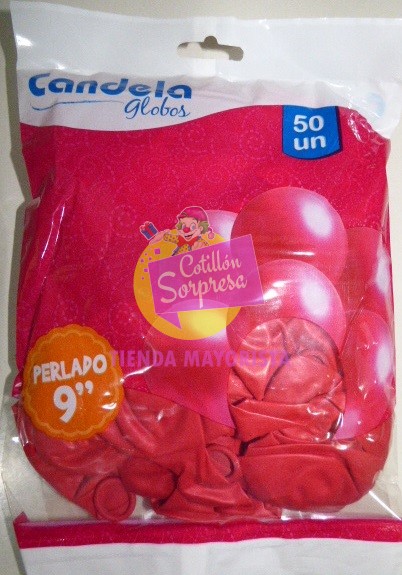 Candela
globos
50
un
Cotillón
Sorpresa
TIENDA MAYORISTA
PERLADO
9”